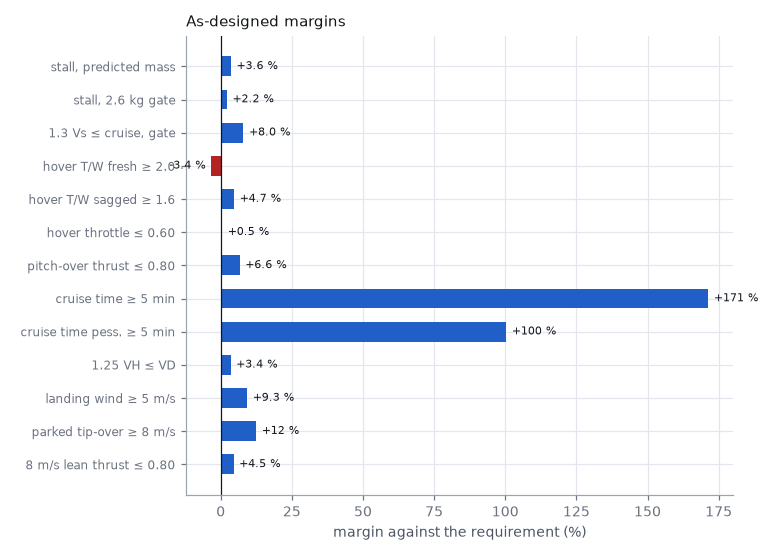 As-designed margins
stall, predicted mass +3.6 %
stall, 2.6 kg gate +2.2 %
1.3 Vs ≤ cruise, gate +8.0 %
hover T/W fresh ≥ 2.0 -3.4 %
hover T/W sagged ≥ 1.6 +4.7 %
hover throttle ≤ 0.60 +0.5 %
pitch-over thrust ≤ 0.80 +6.6 %
cruise time ≥ 5 min +171 %
cruise time pess. ≥ 5 min +100 %
1.25 VH ≤ VD +3.4 %
landing wind ≥ 5 m/s +9.3 %
parked tip-over ≥ 8 m/s +12 %
8 m/s lean thrust ≤ 0.80 +4.5 %
0 25 50 75 100 125 150 175
margin against the requirement (%)